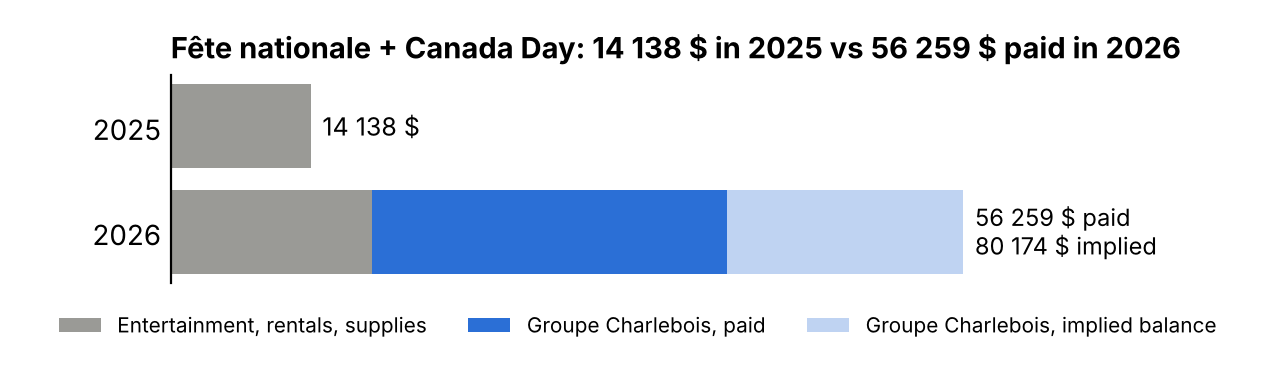 Fête nationale + Canada Day: 14 138 $ in 2025 vs 56 259 $ paid in 2026
2025
14 138 $
2026
56 259 $ paid
80 174 $ implied
Entertainment, rentals, supplies
Groupe Charlebois, paid
Groupe Charlebois, implied balance